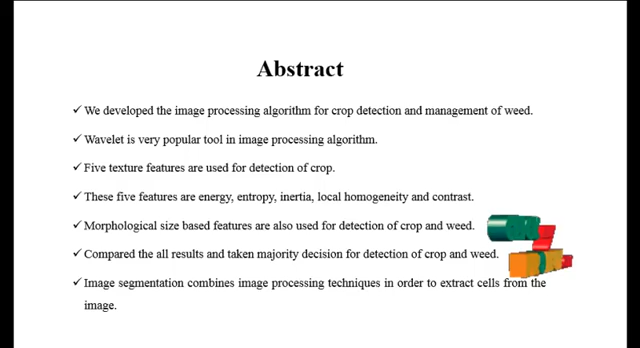 Abstract
✓ We developed the image processing algorithm for crop detection and management of weed.
✓ Wavelet is very popular tool in image processing algorithm.
✓ Five texture features are used for detection of crop.
✓ These five features are energy, entropy, inertia, local homogeneity and contrast.
✓ Morphological size based features are also used for detection of crop and weed.
✓ Compared the all results and taken majority decision for detection of crop and weed.
✓ Image segmentation combines image processing techniques in order to extract cells from the
image.